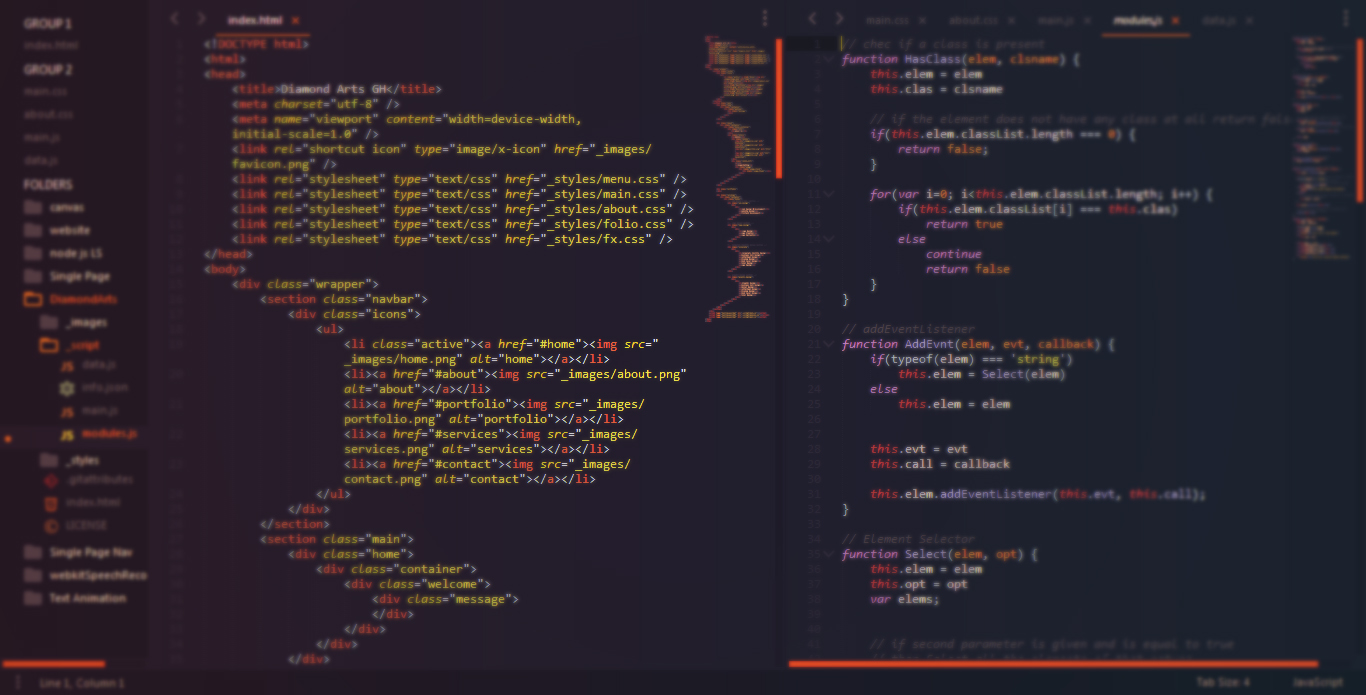 GROUP 1
index.html
GROUP 2
main.css
about.css
main.js
data.js
FOLDERS
canvas
website
node js LS
Single Page
DiamondArts
_images
_script
data.js
info.json
main.js
modules.js
_styles
.gitattributes
index.html
LICENSE
Single Page Nav
webkitSpeechReco
Text Animation
index.html
<!DOCTYPE html>
<html>
<head>
<title>Diamond Arts GH</title>
<meta charset="utf-8" />
<meta name="viewport" content="width=device-width,
initial-scale=1.0" />
<link rel="shortcut icon" type="image/x-icon" href="_images/
favicon.png" />
<link rel="stylesheet" type="text/css" href="_styles/menu.css" />
<link rel="stylesheet" type="text/css" href="_styles/main.css" />
<link rel="stylesheet" type="text/css" href="_styles/about.css" />
<link rel="stylesheet" type="text/css" href="_styles/folio.css" />
<link rel="stylesheet" type="text/css" href="_styles/fx.css" />
</head>
<body>
<div class="wrapper">
<section class="navbar">
<div class="icons">
<ul>
<li class="active"><a href="#home"><img src="
_images/home.png" alt="home"></a></li>
<li><a href="#about"><img src="_images/about.png"
alt="about"></a></li>
<li><a href="#portfolio"><img src="_images/
portfolio.png" alt="portfolio"></a></li>
<li><a href="#services"><img src="_images/
services.png" alt="services"></a></li>
<li><a href="#contact"><img src="_images/
contact.png" alt="contact"></a></li>
</ul>
</div>
</section>
<section class="main">
<div class="home">
<div class="container">
<div class="welcome">
<div class="message">
</div>
</div>
</div>
</div>
main.css about.css main.js modules.js data.js
// chec if a class is present
function HasClass(elem, clsname) {
this.elem = elem
this.clas = clsname
// if the element does not have any class at all return fals
if(this.elem.classList.length === 0) {
return false;
}
for(var i=0; i<this.elem.classList.length; i++) {
if(this.elem.classList[i] === this.clas)
return true
else
continue
return false
}
}
// addEventListener
function AddEvnt(elem, evt, callback) {
if(typeof(elem) === 'string')
this.elem = Select(elem)
else
this.elem = elem
this.evt = evt
this.call = callback
this.elem.addEventListener(this.evt, this.call);
}
// Element Selector
function Select(elem, opt) {
this.elem = elem
this.opt = opt
var elems;
// if second parameter is given and is equal to true
Line 1, Column 1
Tab Size: 4
JavaScript